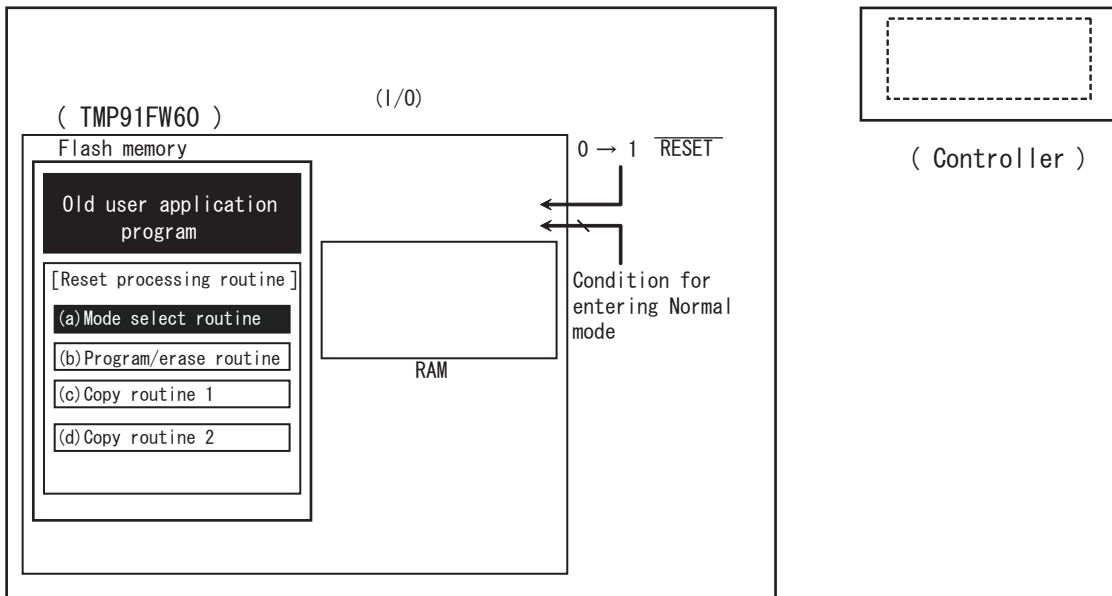 (I/O)
( TMP91FW60 )
Flash memory
Old user application
program
[Reset processing routine]
(a)Mode select routine
(b)Program/erase routine
(c)Copy routine 1
(d)Copy routine 2
RAM
0 → 1 RESET
Condition for
entering Normal
mode
( Controller )